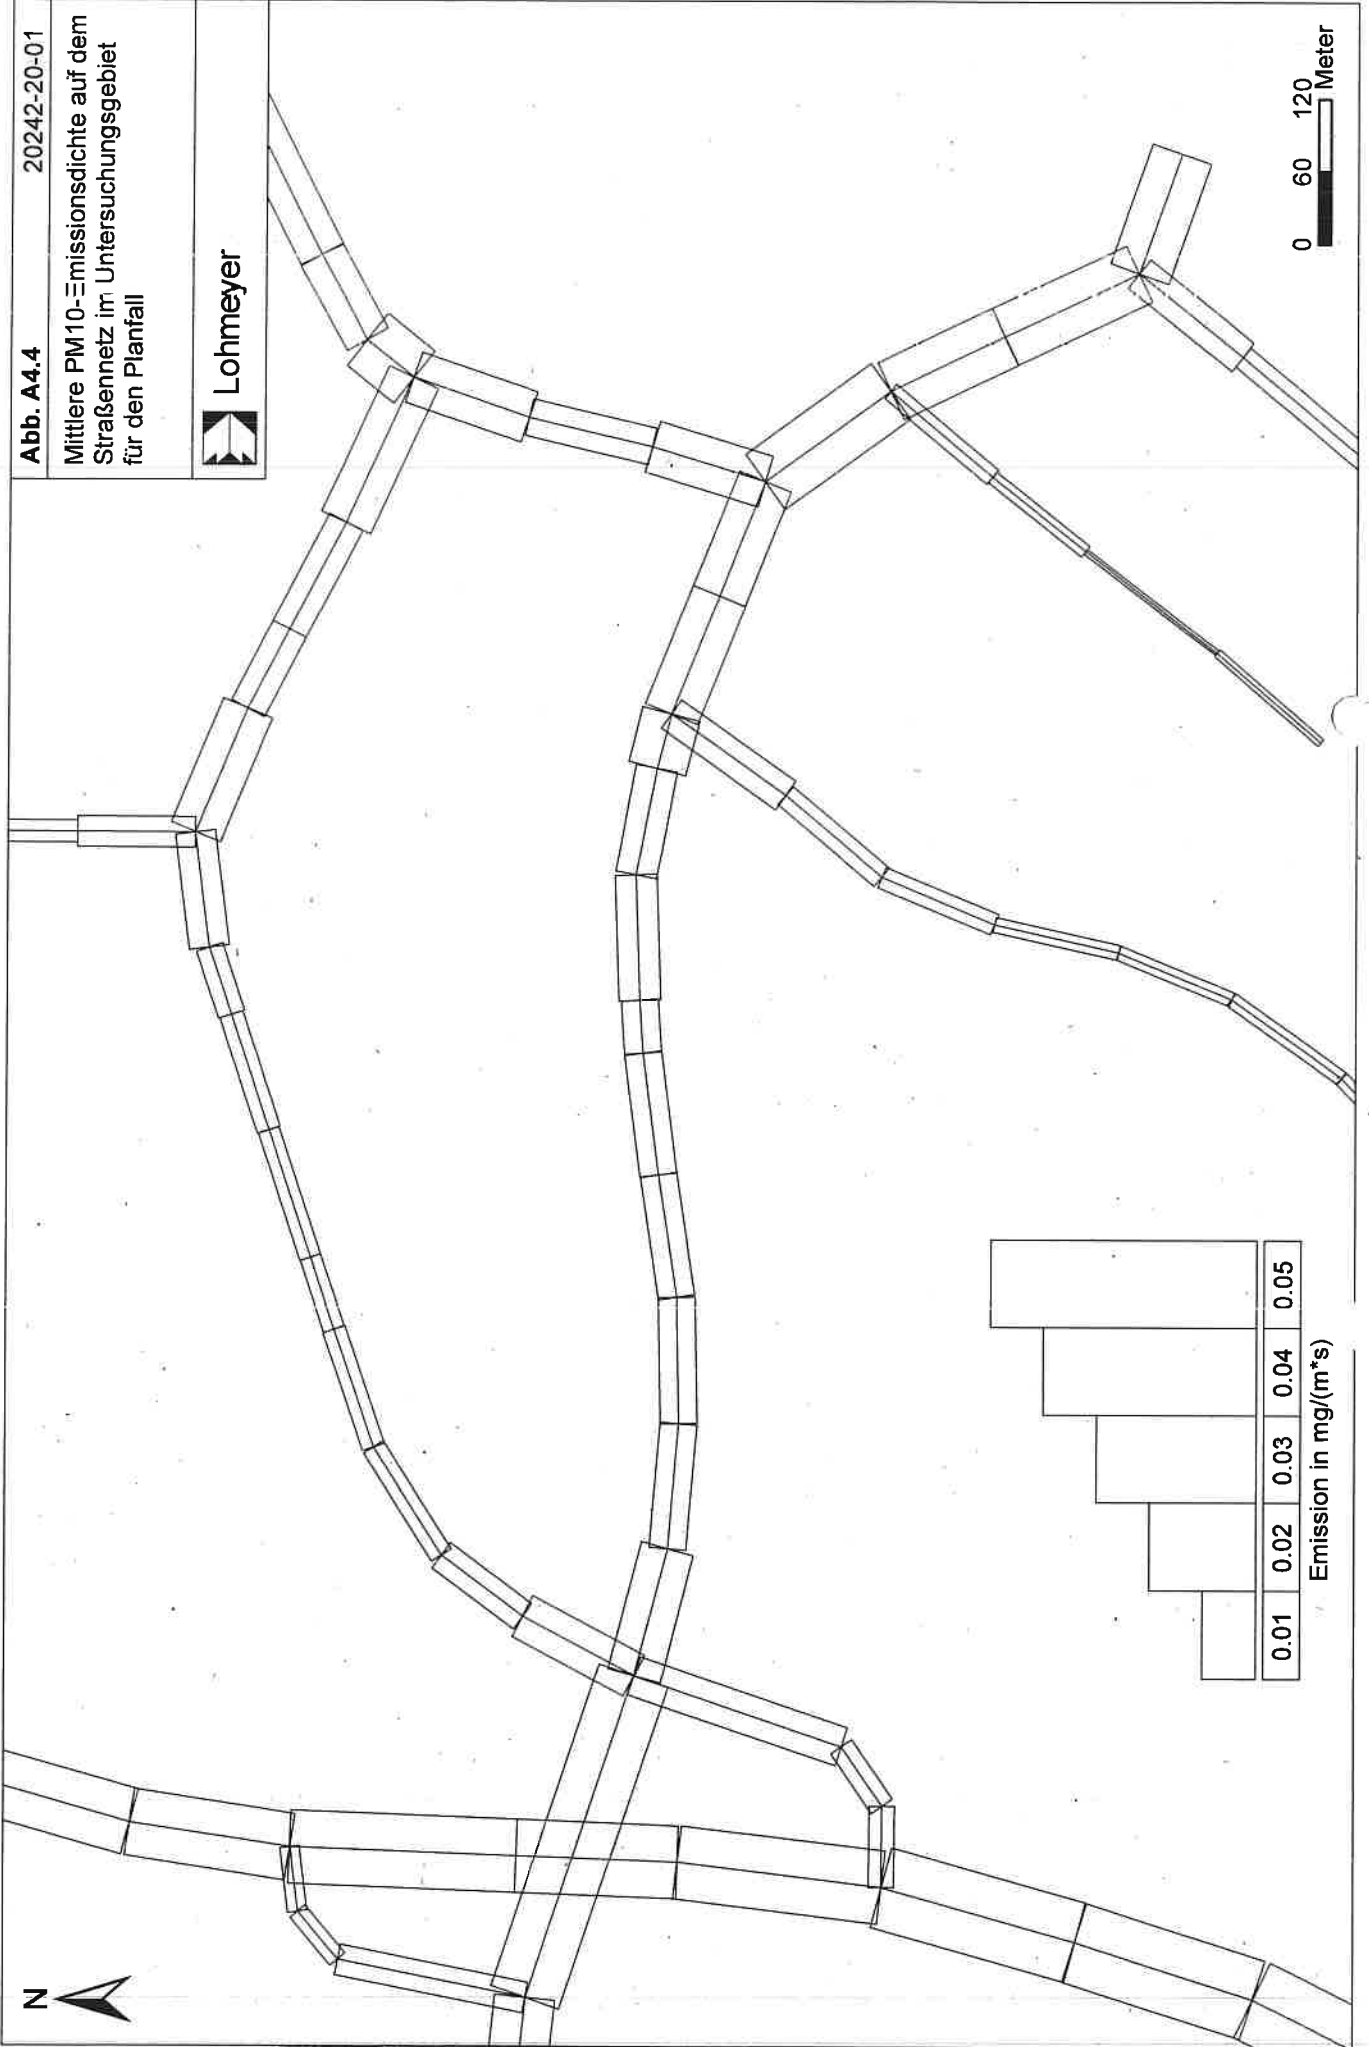 Abb. A4.4 20242-20-01
Mittlere PM10-Emissionsdichte auf dem
Straßennetz im Untersuchungsgebiet
für den Planfall
Lohmeyer
N
0 60 120
Meter
0.01 0.02 0.03 0.04 0.05
Emission in mg/(m*s)